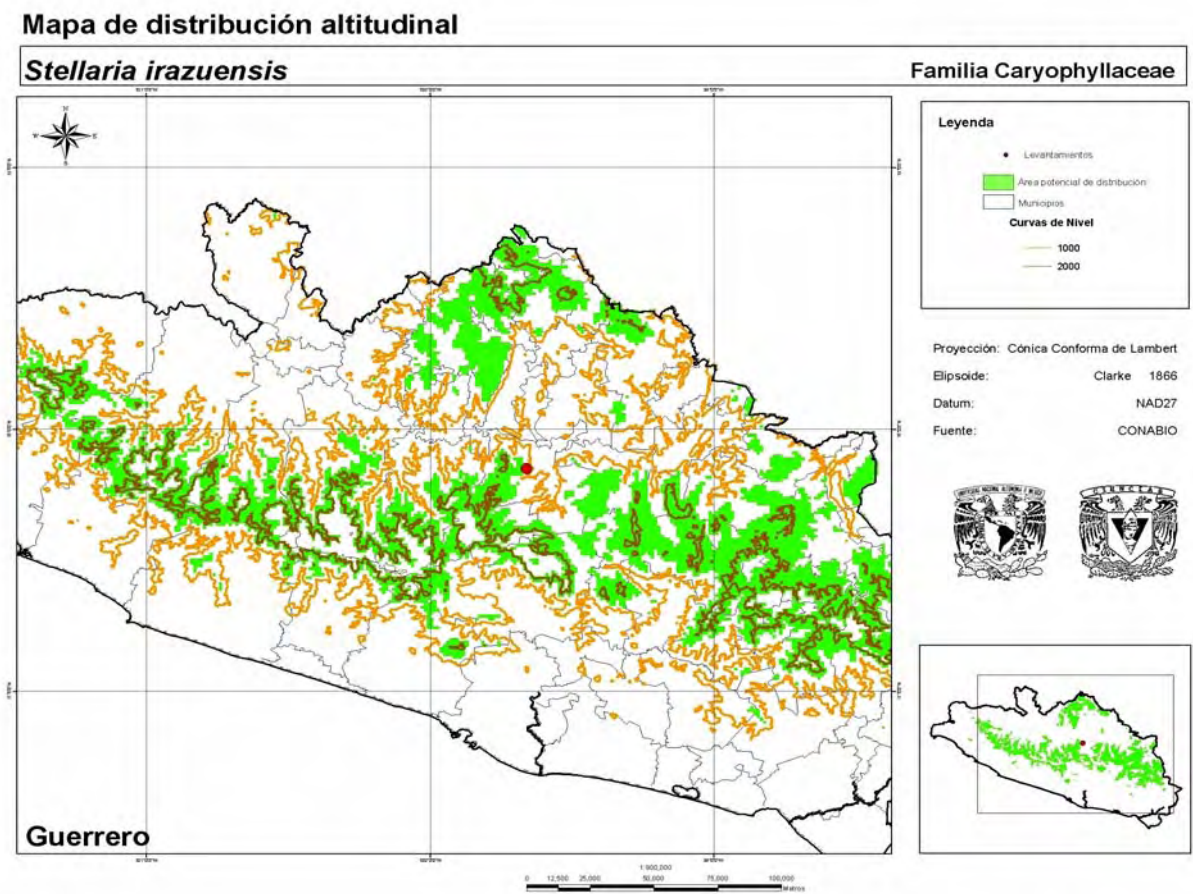 Mapa de distribución altitudinal
Stellaria irazuensis
Familia Caryophyllaceae
N
W
E
S
Leyenda
Levantamientos
Area potencial de distribución
Municipios
Curvas de Nivel
1000
2000
Proyección: Cónica Conforma de Lambert
Elipsoide: Clarke 1866
Datum: NAD27
Fuente: CONABIO
Guerrero
1:900,000
0 12,500 25,000 50,000 75,000 100,000
Metros